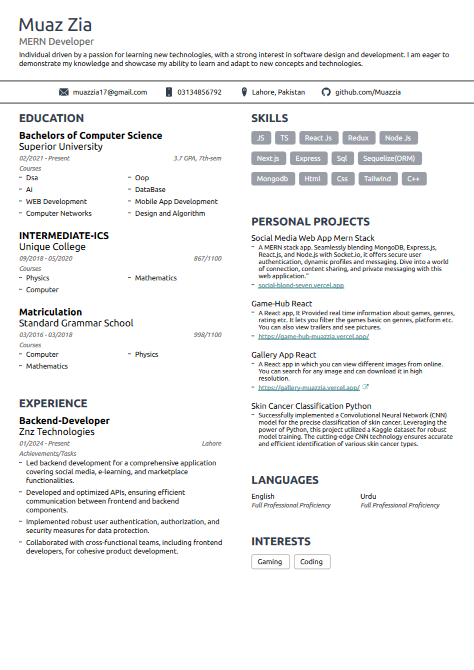 Muaz Zia
MERN Developer
Individual driven by a passion for learning new technologies, with a strong interest in software design and development. I am eager to
demonstrate my knowledge and showcase my ability to learn and adapt to new concepts and technologies.
muazzia17@gmail.com
03134856792
Lahore, Pakistan
github.com/Muazzia
EDUCATION
Bachelors of Computer Science
Superior University
02/2021 - Present
3.7 GPA, 7th-sem
Courses
- Dsa
- Oop
- Ai
- DataBase
- WEB Development
- Mobile App Development
- Computer Networks
- Design and Algorithm
INTERMEDIATE-ICS
Unique College
09/2018 - 05/2020
867/1100
Courses
- Physics
- Mathematics
- Computer
Matriculation
Standard Grammar School
03/2016 - 03/2018
998/1100
Courses
- Computer
- Physics
- Mathematics
EXPERIENCE
Backend-Developer
Znz Technologies
01/2024 - Present
Lahore
Achievements/Tasks
- Led backend development for a comprehensive application
covering social media, e-learning, and marketplace
functionalities.
- Developed and optimized APIs, ensuring efficient
communication between frontend and backend
components.
- Implemented robust user authentication, authorization, and
security measures for data protection.
- Collaborated with cross-functional teams, including frontend
developers, for cohesive product development.
SKILLS
JS
TS
React Js
Redux
Node Js
Next js
Express
Sql
Sequelize(ORM)
Mongodb
Html
Css
Tailwind
C++
PERSONAL PROJECTS
Social Media Web App Mern Stack
- A MERN stack app. Seamlessly blending MongoDB, Express.js,
React.js, and Node.js with Socket.io, it offers secure user
authentication, dynamic profiles and messaging. Dive into a world
of connection, content sharing, and private messaging with this
web application."
- social-blond-seven.vercel.app
Game-Hub React
- A React app, It Provided real time information about games, genres,
rating etc. It lets you filter the games basic on genres, platform etc.
You can also view trailers and see pictures.
- https://game-hub-muazzia.vercel.app/
Gallery App React
- A React app in which you can view different images from online.
You can search for any image and can download it in high
resolution.
- https://gallery-muazzia.vercel.app/
Skin Cancer Classification Python
- Successfully implemented a Convolutional Neural Network (CNN)
model for the precise classification of skin cancer. Leveraging the
power of Python, this project utilized a Kaggle dataset for robust
model training. The cutting-edge CNN technology ensures accurate
and efficient identification of various skin cancer types.
LANGUAGES
English
Full Professional Proficiency
Urdu
Full Professional Proficiency
INTERESTS
Gaming
Coding